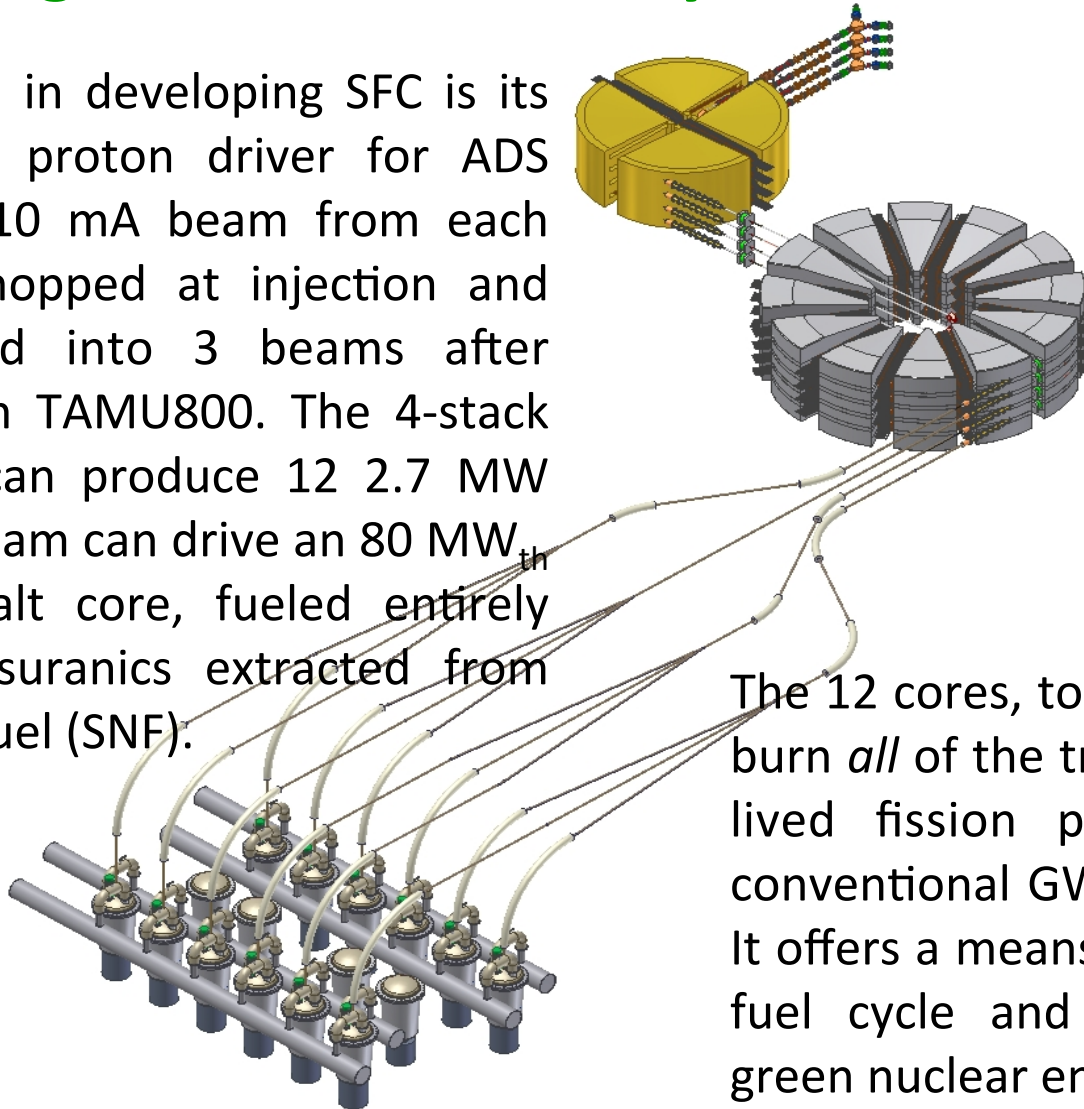 in developing SFC is its
proton driver for ADS
10 mA beam from each
hopped at injection and
d into 3 beams after
n TAMU800. The 4-stack
can produce 12 2.7 MW
eam can drive an 80 MWth
alt core, fueled entirely
suranics extracted from
uel (SNF).
The 12 cores, to
burn all of the tr
lived fission p
conventional GW
It offers a means
fuel cycle and
green nuclear en